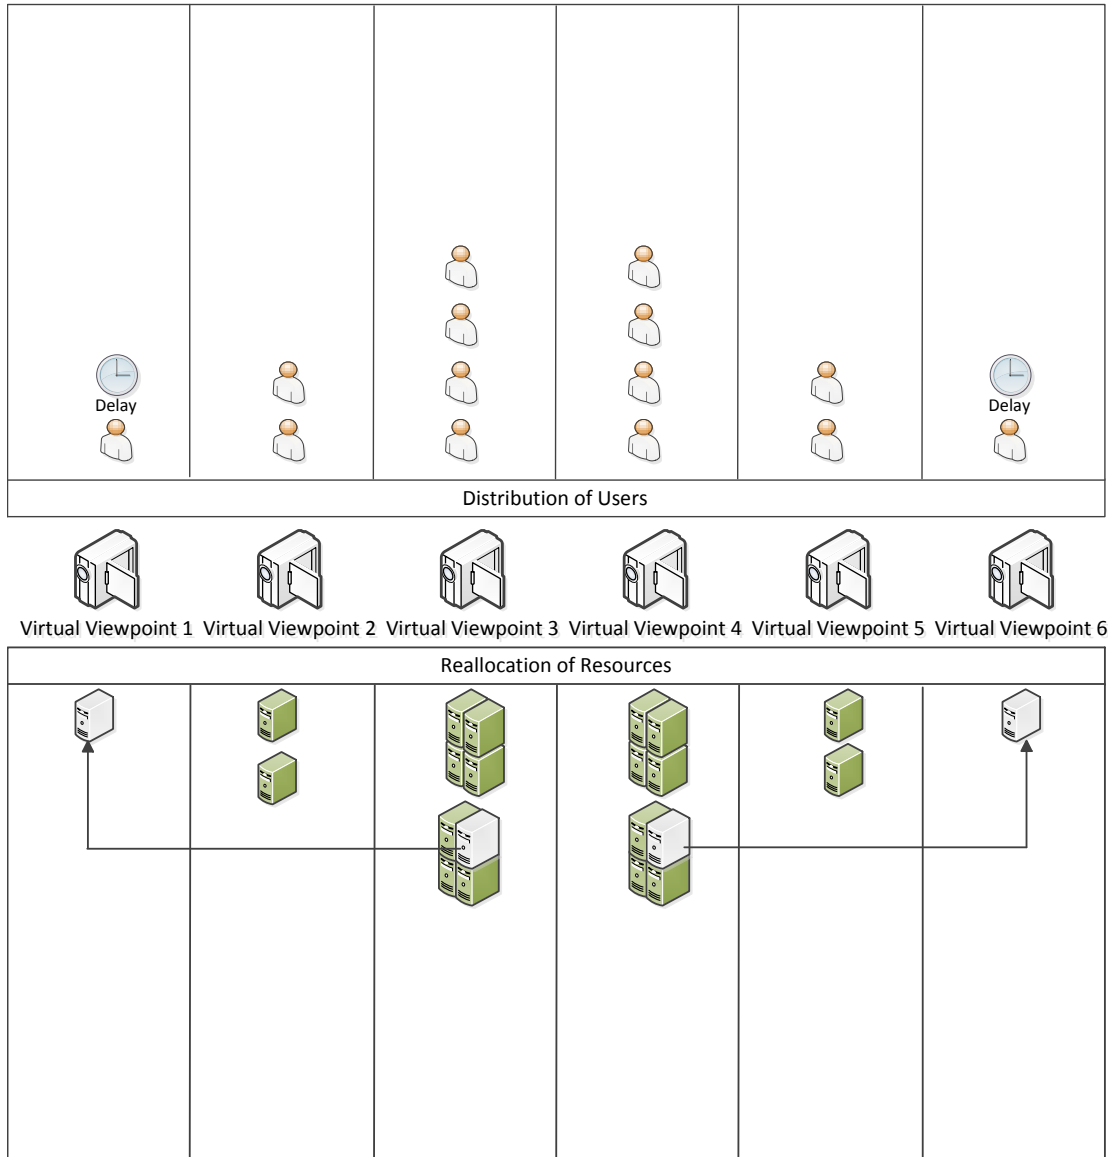 Delay
Delay
Distribution of Users
Virtual Viewpoint 1 Virtual Viewpoint 2 Virtual Viewpoint 3 Virtual Viewpoint 4 Virtual Viewpoint 5 Virtual Viewpoint 6
Reallocation of Resources